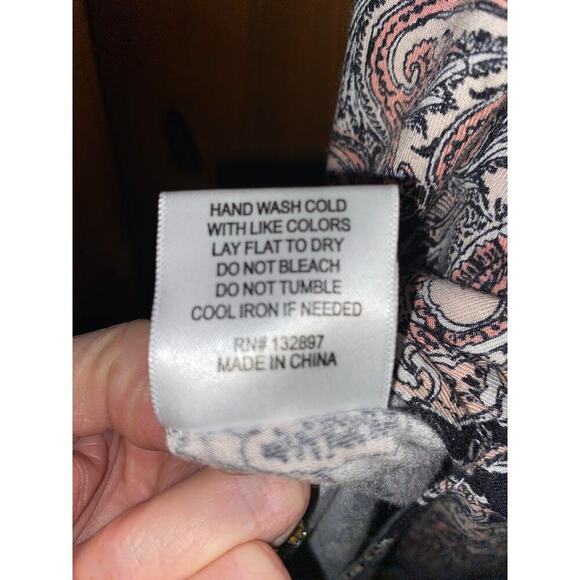 HAND WASH COLD
WITH LIKE COLORS
LAY FLAT TO DRY
DO NOT BLEACH
DO NOT TUMBLE
COOL IRON IF NEEDED
RN# 132897
MADE IN CHINA